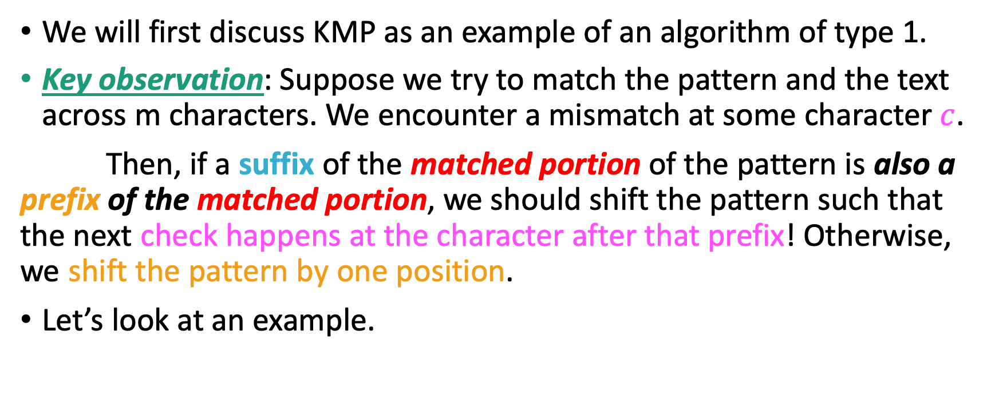 • We will first discuss KMP as an example of an algorithm of type 1.
• Key observation: Suppose we try to match the pattern and the text
across m characters. We encounter a mismatch at some character c.
Then, if a suffix of the matched portion of the pattern is also a
prefix of the matched portion, we should shift the pattern such that
the next check happens at the character after that prefix! Otherwise,
we shift the pattern by one position.
• Let’s look at an example.